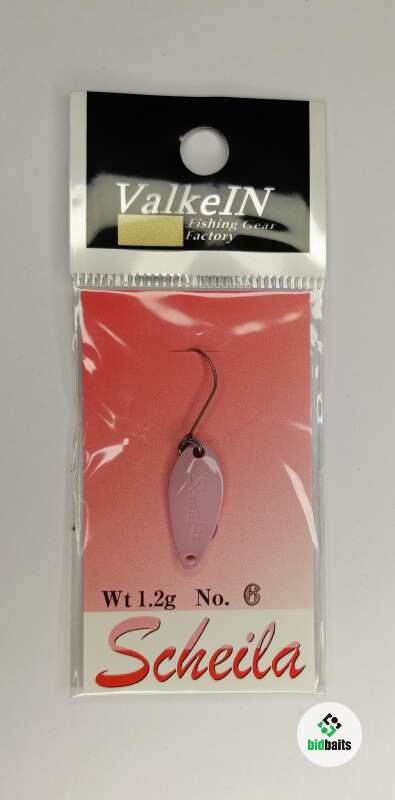 ValkeIN
Fishing Gear
Factory
Wt 1.2g No. 6
Scheila
bidbaits